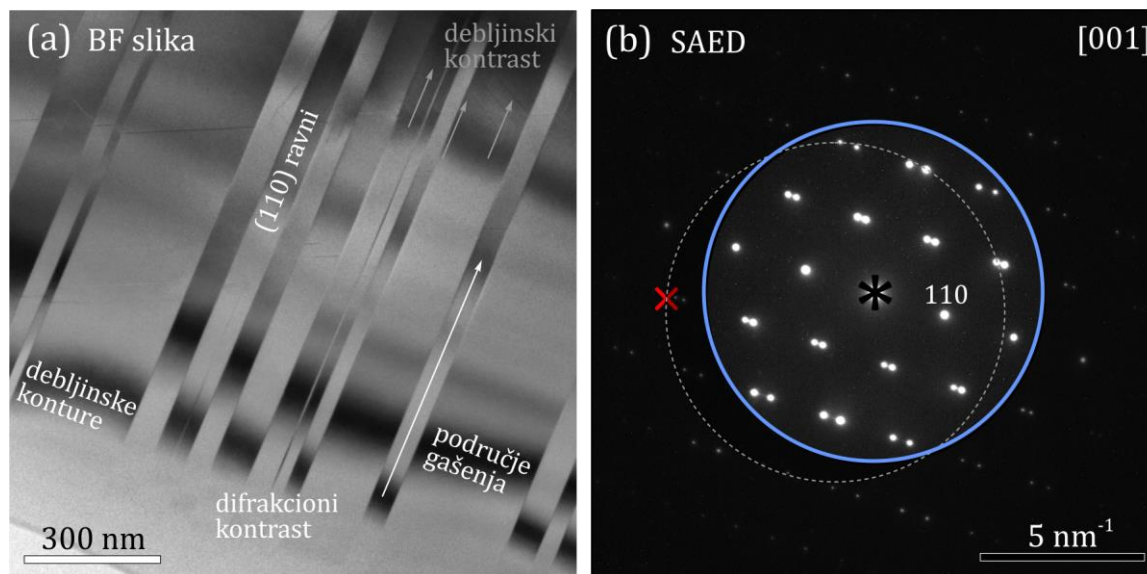 (a) BF slika
debljinski
kontrast
(110) ravni
debljinske
konture
područje
gašenja
difrakcioni
kontrast
300 nm
(b) SAED
[001]
110
5 nm⁻¹